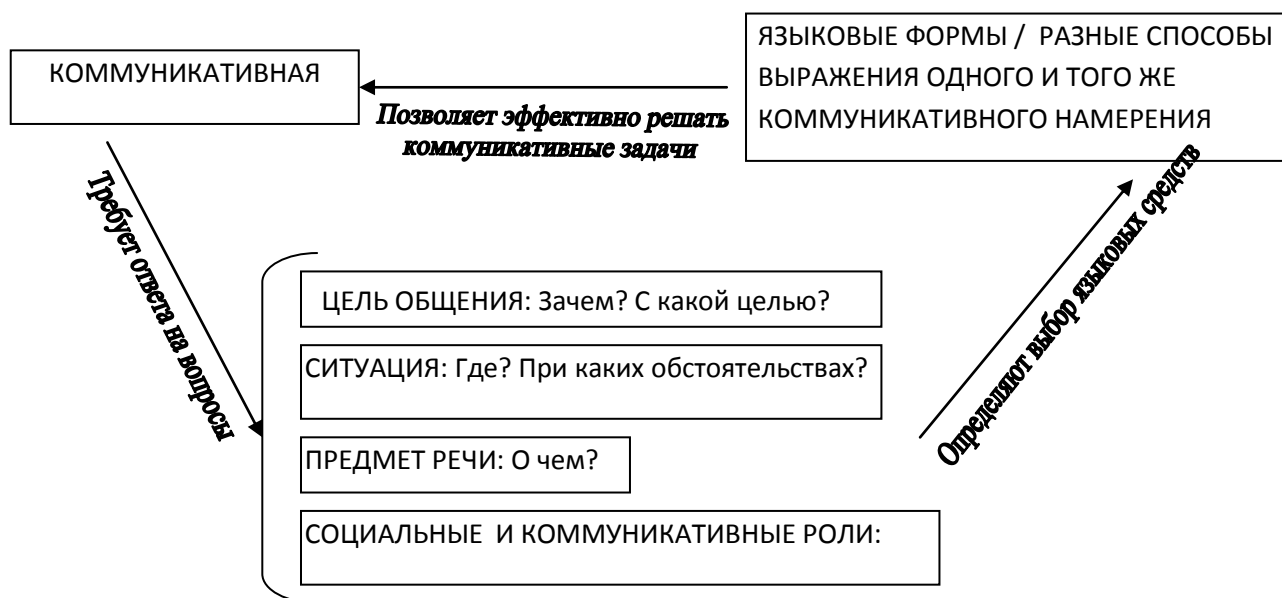 КОММУНИКАТИВНАЯ
ЯЗЫКОВЫЕ ФОРМЫ / РАЗНЫЕ СПОСОБЫ
ВЫРАЖЕНИЯ ОДНОГО И ТОГО ЖЕ
КОММУНИКАТИВНОГО НАМЕРЕНИЯ
Позволяет эффективно решать
коммуникативные задачи
Требует ответа на вопросы
ЦЕЛЬ ОБЩЕНИЯ: Зачем? С какой целью?
СИТУАЦИЯ: Где? При каких обстоятельствах?
ПРЕДМЕТ РЕЧИ: О чем?
СОЦИАЛЬНЫЕ И КОММУНИКАТИВНЫЕ РОЛИ:
Определяют выбор языковых средств